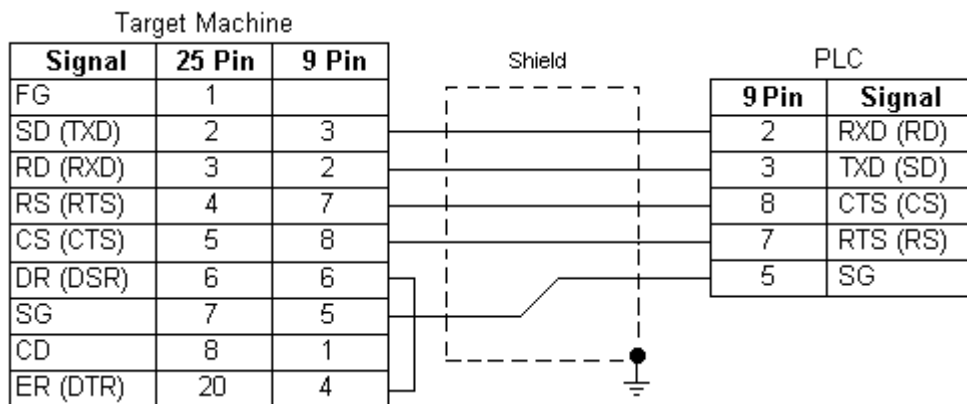 Target Machine
Signal 25 Pin 9 Pin
FG 1
SD (TXD) 2 3
RD (RXD) 3 2
RS (RTS) 4 7
CS (CTS) 5 8
DR (DSR) 6 6
SG 7 5
CD 8 1
ER (DTR) 20 4
Shield
PLC
9 Pin Signal
2 RXD (RD)
3 TXD (SD)
8 CTS (CS)
7 RTS (RS)
5 SG